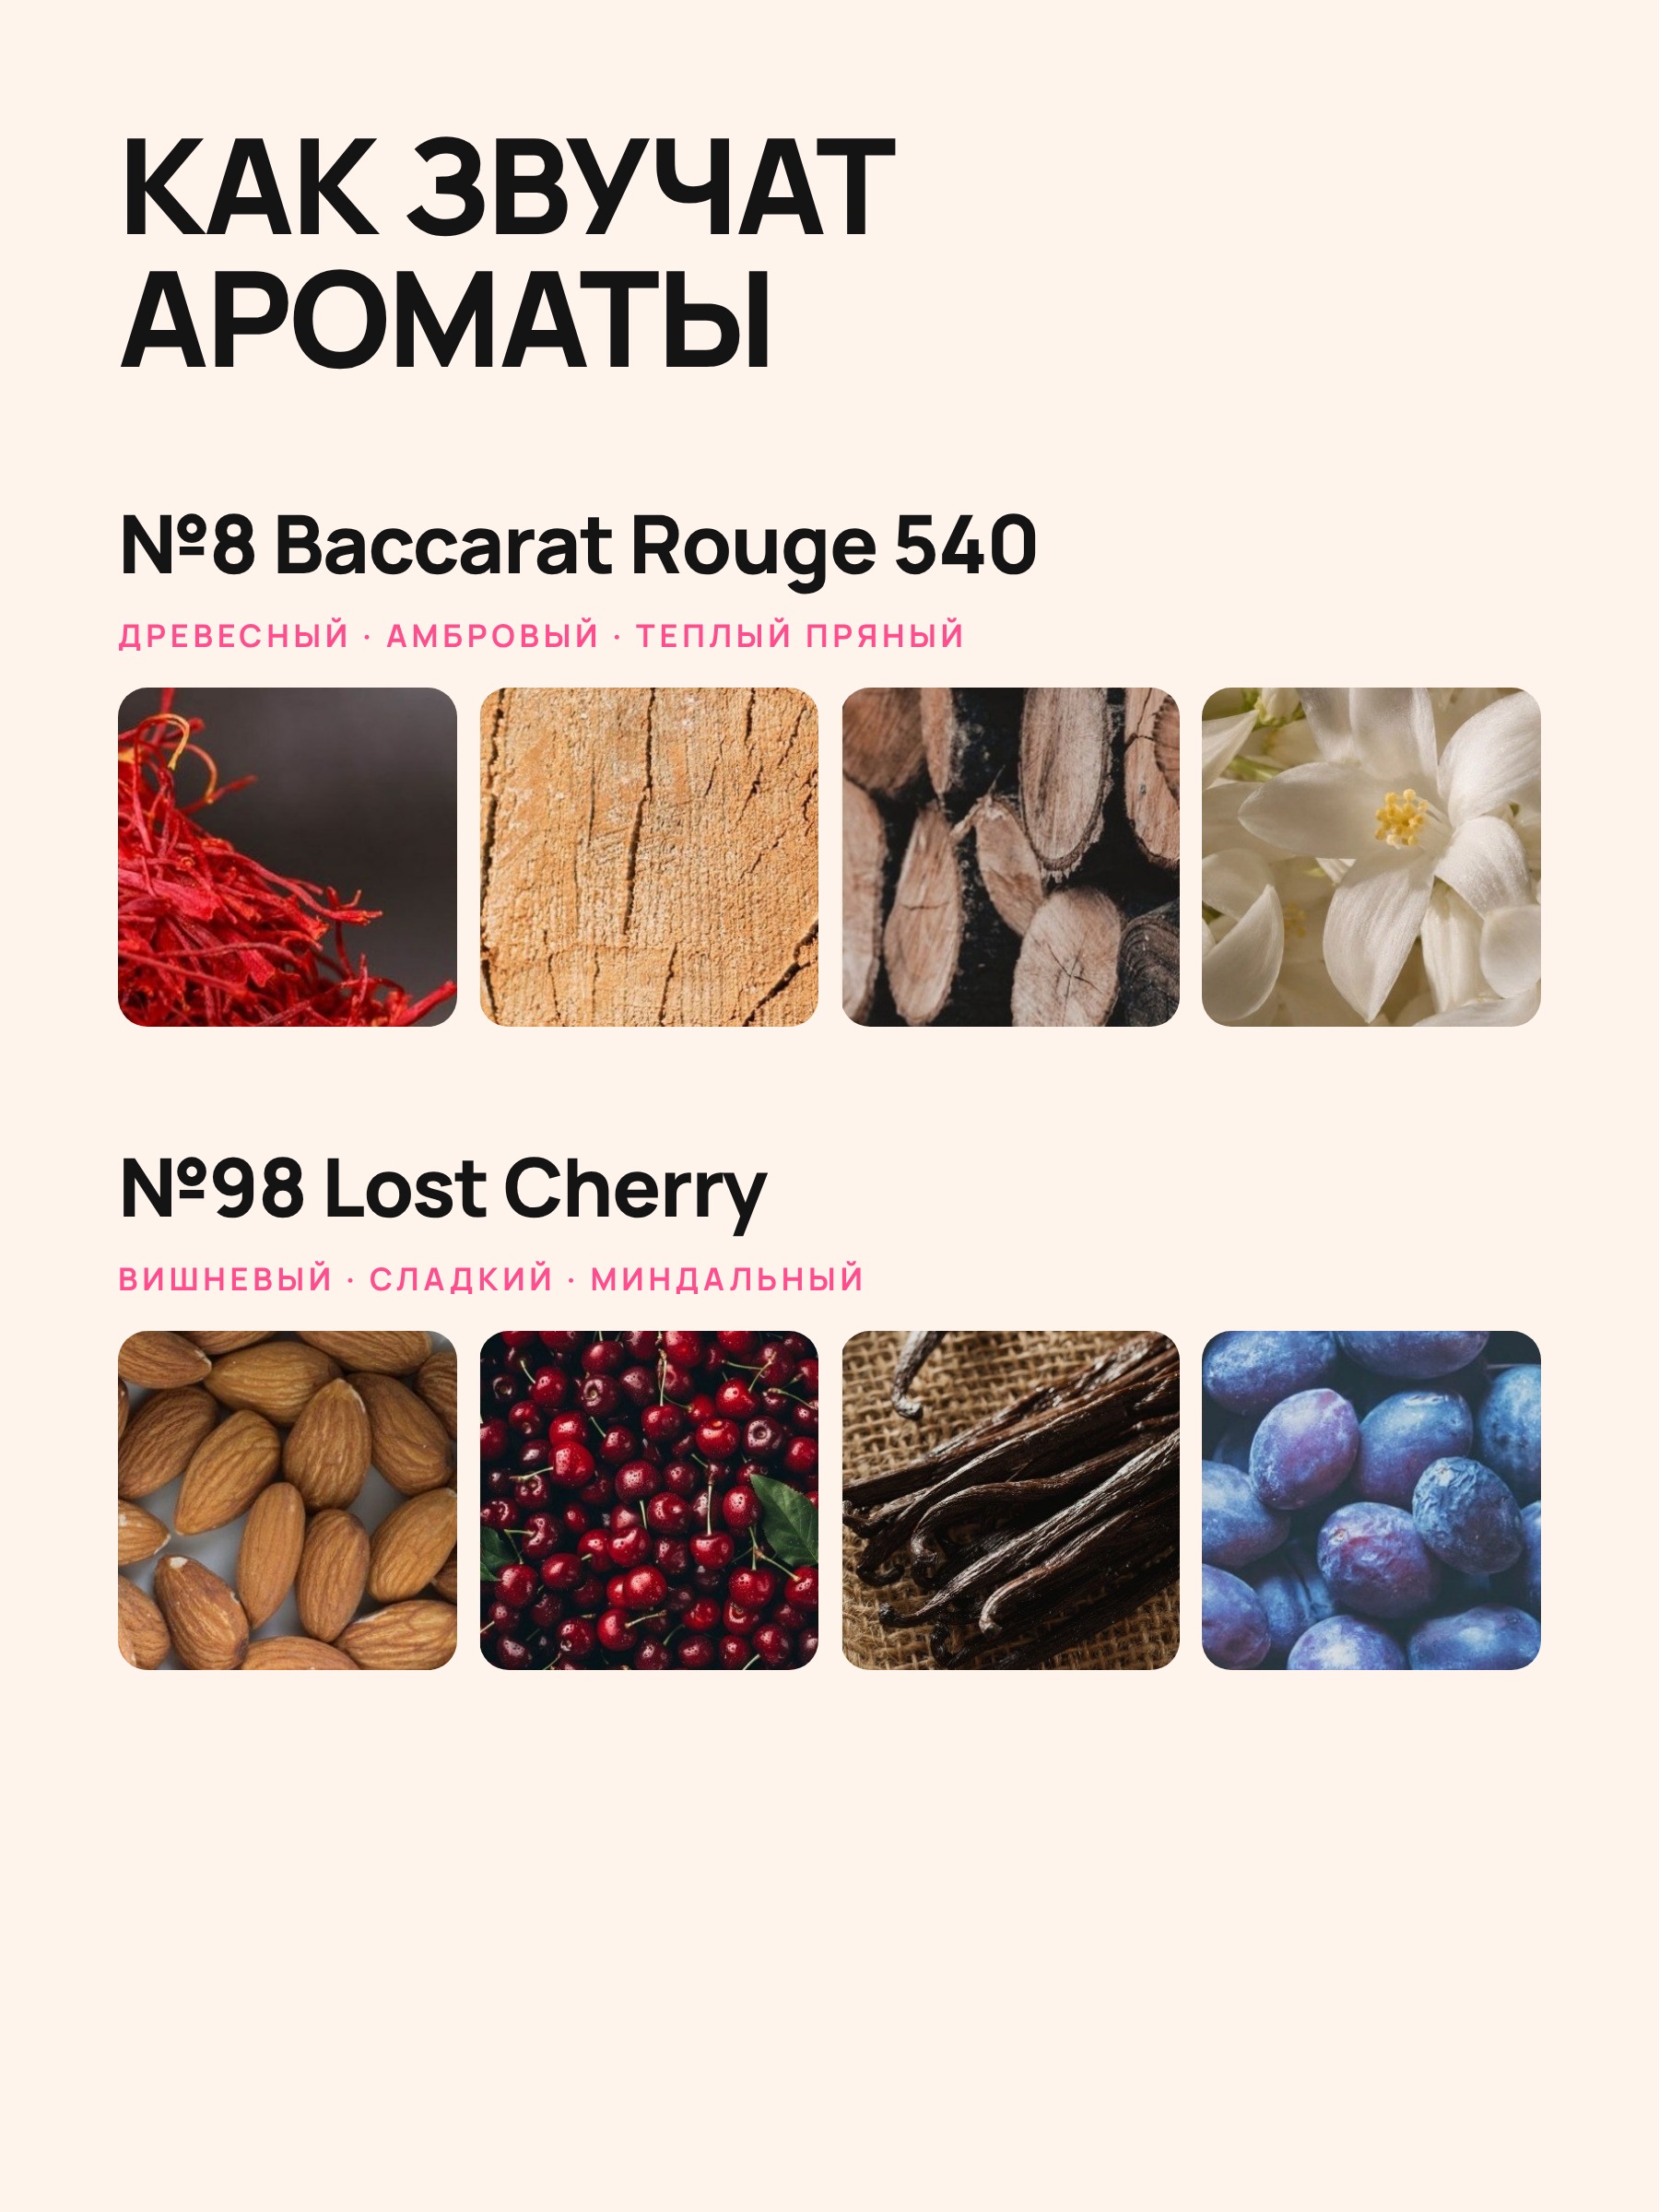 КАК ЗВУЧАТ
АРОМАТЫ
№8 Baccarat Rouge 540
ДРЕВЕСНЫЙ · АМБРОВЫЙ · ТЕПЛЫЙ ПРЯНЫЙ
№98 Lost Cherry
ВИШНЕВЫЙ · СЛАДКИЙ · МИНДАЛЬНЫЙ